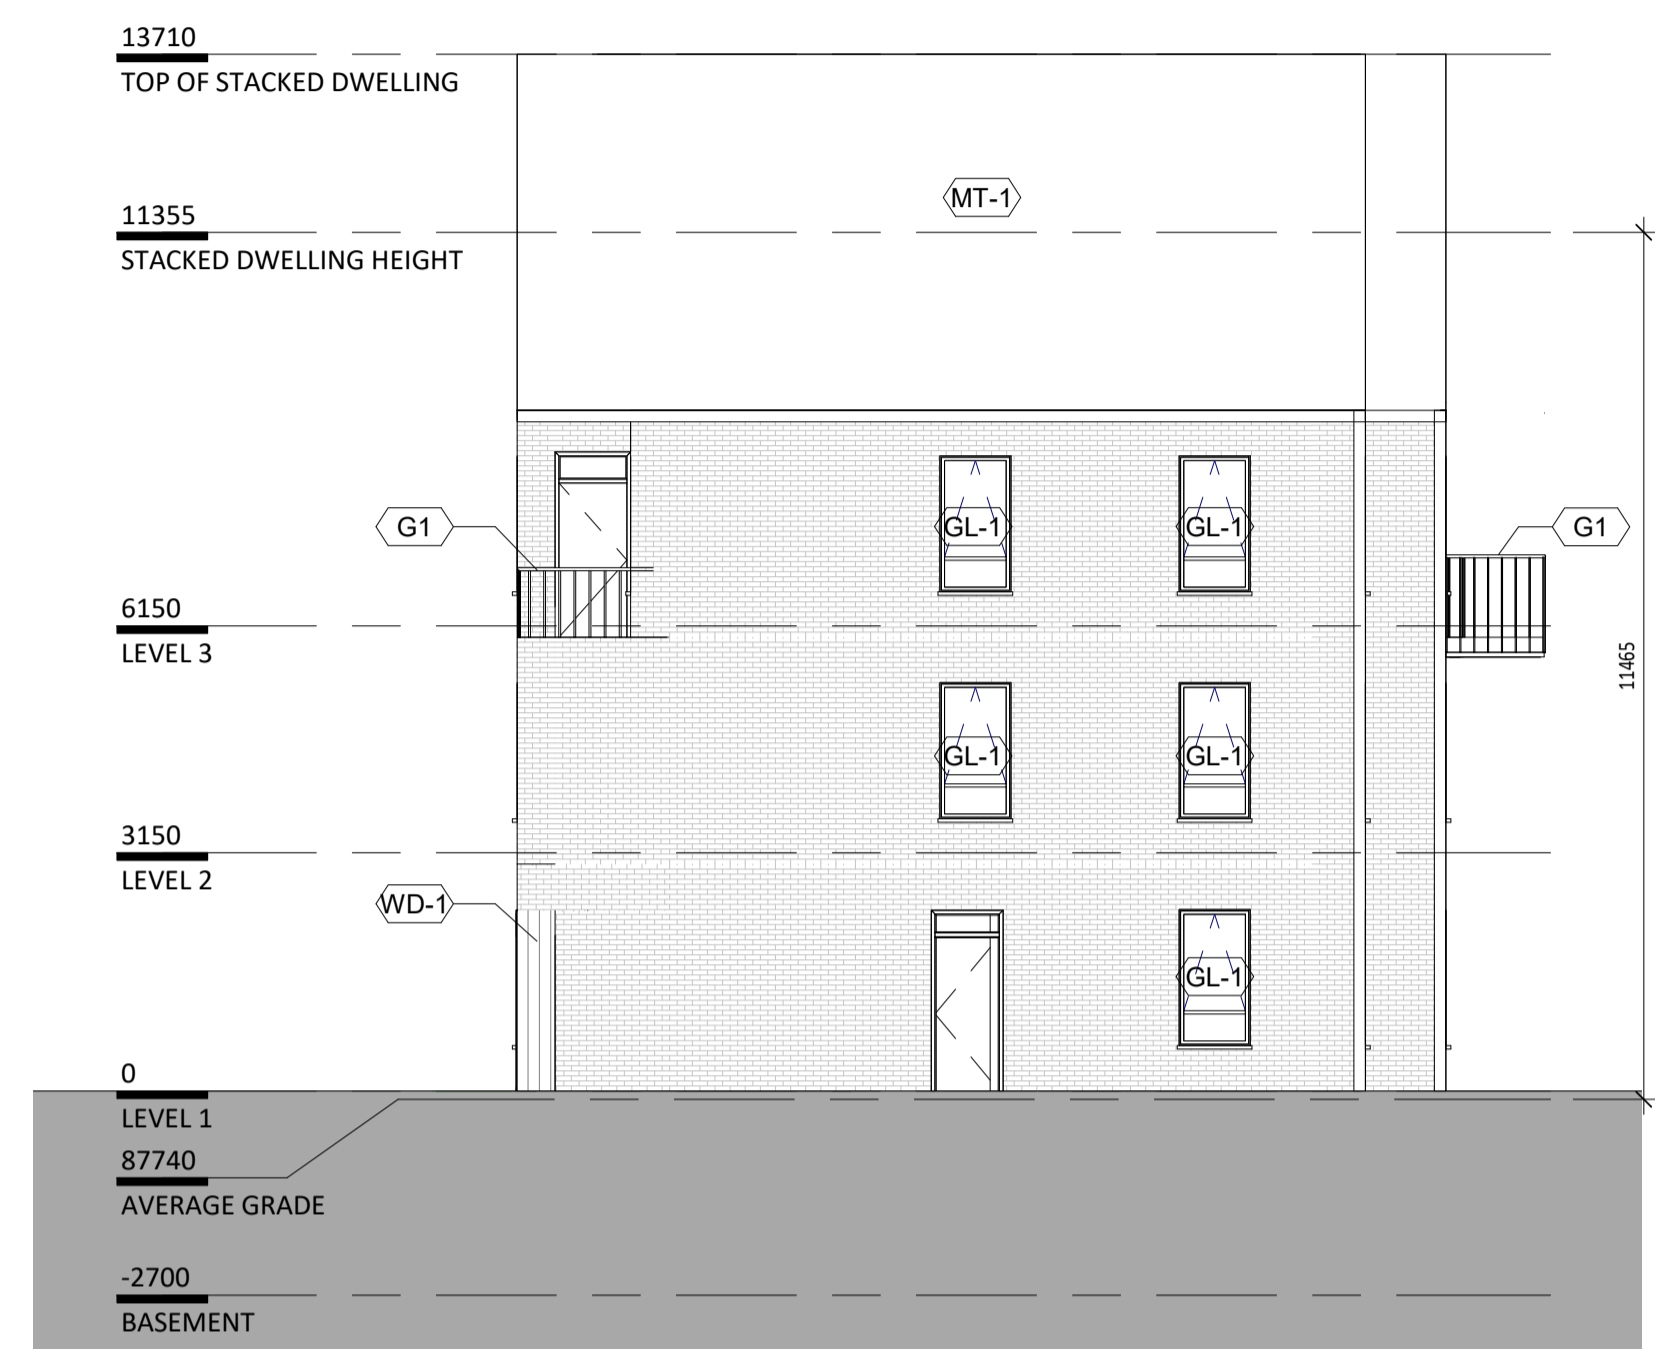 13710
TOP OF STACKED DWELLING
MT-1
11355
STACKED DWELLING HEIGHT
G1
GL-1
GL-1
G1
6150
LEVEL 3
11465
GL-1
GL-1
3150
LEVEL 2
WD-1
GL-1
0
LEVEL 1
87740
AVERAGE GRADE
-2700
BASEMENT